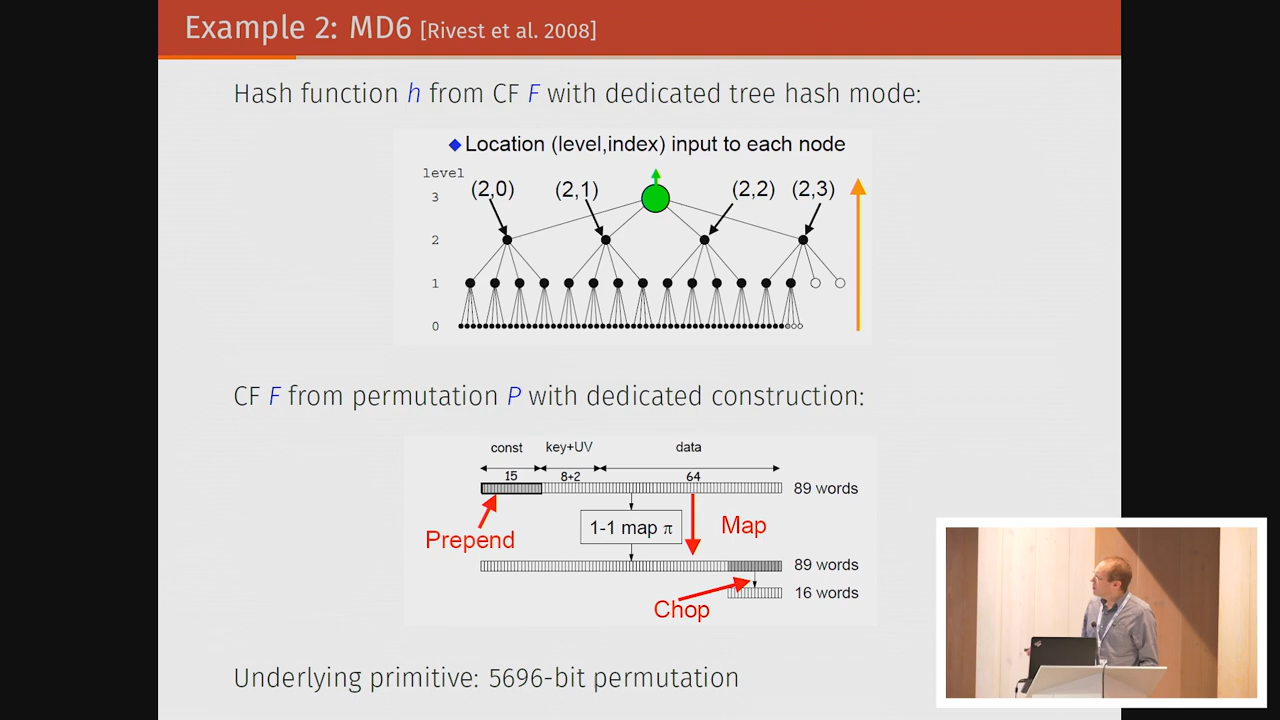 Example 2: MD6 [Rivest et al. 2008]
Hash function h from CF F with dedicated tree hash mode:
◆ Location (level,index) input to each node
level
3 (2,0) (2,1) (2,2) (2,3)
2
1
0
CF F from permutation P with dedicated construction:
const key+UV data
15 8+2 64
89 words
Prepend 1-1 map π Map
89 words
16 words
Chop
Underlying primitive: 5696-bit permutation